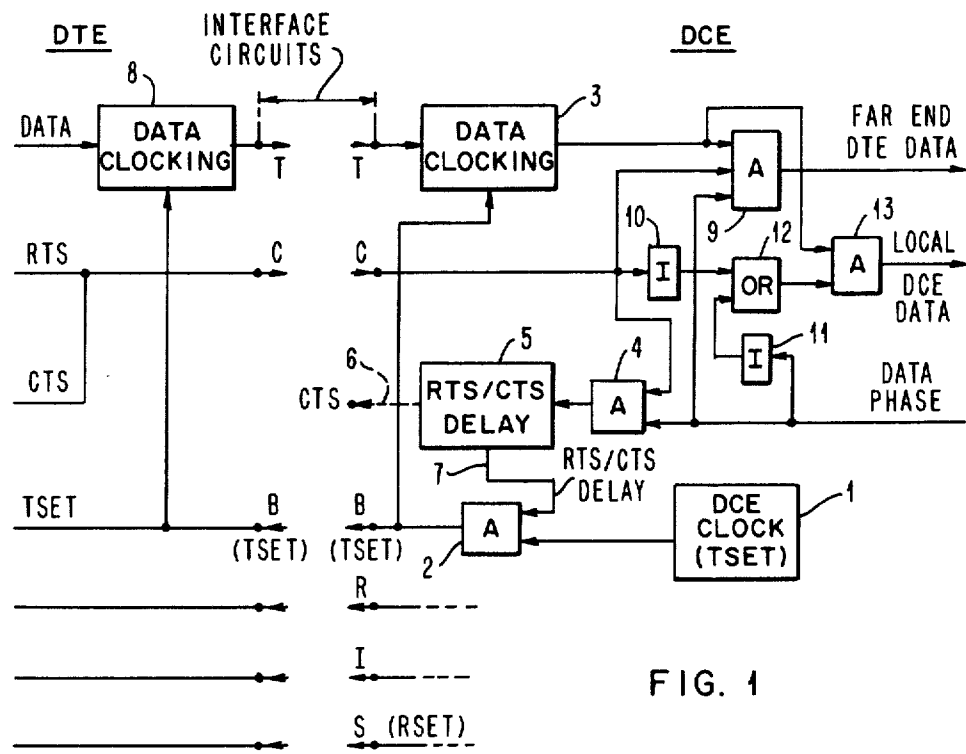 DTE
INTERFACE
CIRCUITS
DCE
8
3
DATA
DATA
CLOCKING
T
T
DATA
CLOCKING
A
9
FAR END
DTE DATA
10
12
13
RTS
C
C
I
OR
A
LOCAL
DCE
DATA
11
I
5
4
6
CTS
CTS
RTS/CTS
DELAY
A
DATA
PHASE
7
RTS/CTS
DELAY
1
TSET
B
(TSET)
B
(TSET)
A
2
DCE
CLOCK
(TSET)
R
I
S (RSET)
FIG. 1